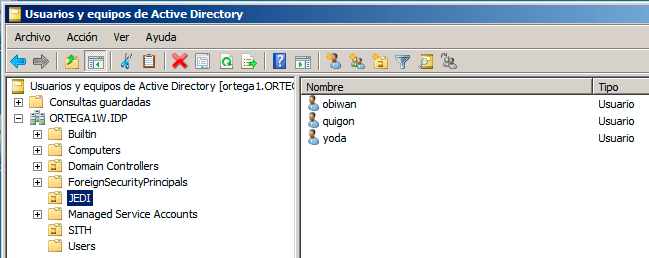 Usuarios y equipos de Active Directory
Archivo Acción Ver Ayuda
Usuarios y equipos de Active Directory [ortega1.ORTEG
Consultas guardadas
ORTEGA1W.IDP
Builtin
Computers
Domain Controllers
ForeignSecurityPrincipals
JEDI
Managed Service Accounts
SITH
Users
Nombre Tipo
obiwan Usuario
quigon Usuario
yoda Usuario